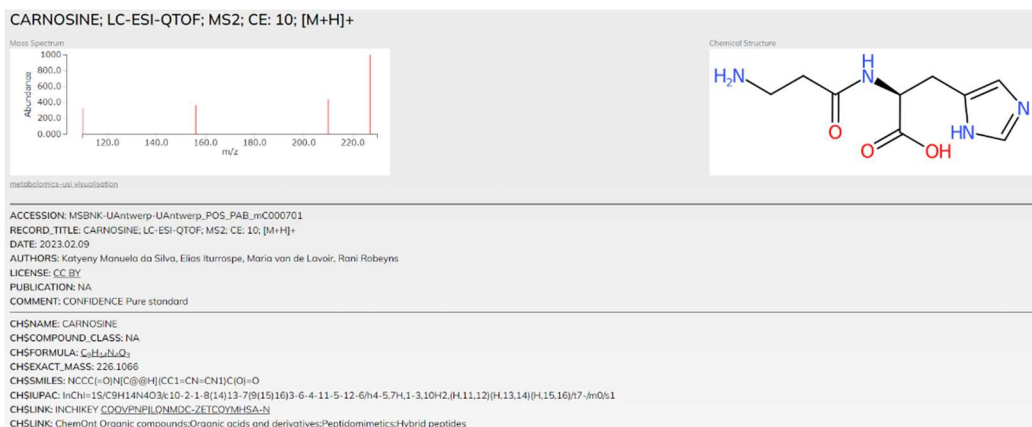 CARNOSINE; LC-ESI-QTOF; MS2; CE: 10; [M+H]+
Mass Spectrum
Chemical Structure
1000
800.0
600.0
400.0
200.0
0.000
Abundance
120.0 140.0 160.0 180.0 200.0 220.0
m/z
H₂N
H
N
O
O
OH
HN
N
metabolomics-usi visualisation
ACCESSION: MSBNK-UAntwerp-UAntwerp_POS_PAB_mC000701
RECORD_TITLE: CARNOSINE; LC-ESI-QTOF; MS2; CE: 10; [M+H]+
DATE: 2023.02.09
AUTHORS: Katyeny Manuela da Silva, Elias Iturrospe, Maria van de Lavoir, Rani Robeyns
LICENSE: CC BY
PUBLICATION: NA
COMMENT: CONFIDENCE Pure standard
CH$NAME: CARNOSINE
CH$COMPOUND_CLASS: NA
CH$FORMULA: C₉H₁₄N₄O₃
CH$EXACT_MASS: 226.1066
CH$SMILES: NCCC(=O)N[C@@H](CC1=CN=CN1)C(O)=O
CH$IUPAC: InChI=1S/C9H14N4O3/c10-2-1-8(14)13-7(9(15)16)3-6-4-11-5-12-6/h4-5,7H,1-3,10H2,(H,11,12)(H,13,14)(H,15,16)/t7-/m0/s1
CH$LINK: INCHIKEY CQOVPNPJLQNMDC-ZETCQYMHSA-N
CH$LINK: ChemOnt Organic compounds;Organic acids and derivatives;Peptidomimetics;Hybrid peptides